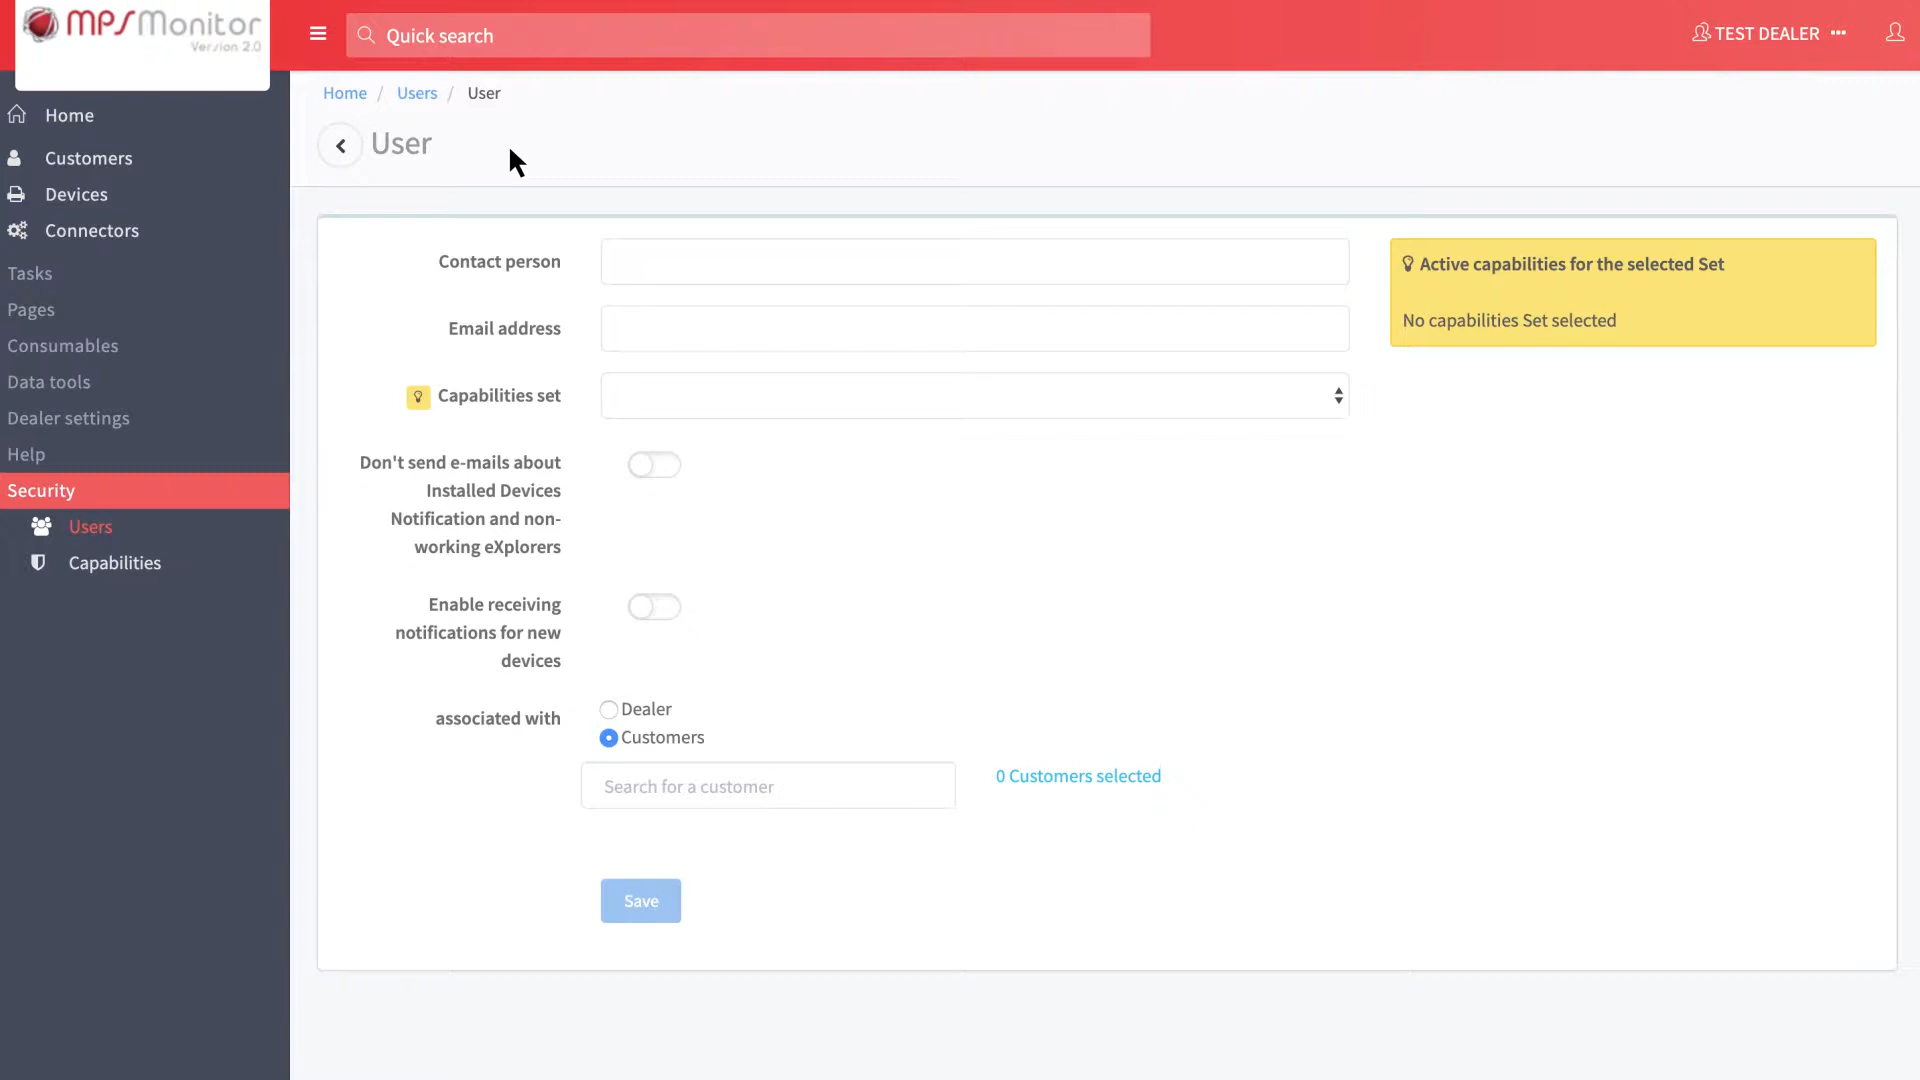 MPSMonitor
Version 2.0
Quick search
TEST DEALER
Home
Customers
Devices
Connectors
Tasks
Pages
Consumables
Data tools
Dealer settings
Help
Security
Users
Capabilities
Home / Users / User
User
Contact person
Email address
Capabilities set
Don't send e-mails about
Installed Devices
Notification and non-
working eXplorers
Enable receiving
notifications for new
devices
associated with
Dealer
Customers
Search for a customer
0 Customers selected
Save
Active capabilities for the selected Set
No capabilities Set selected